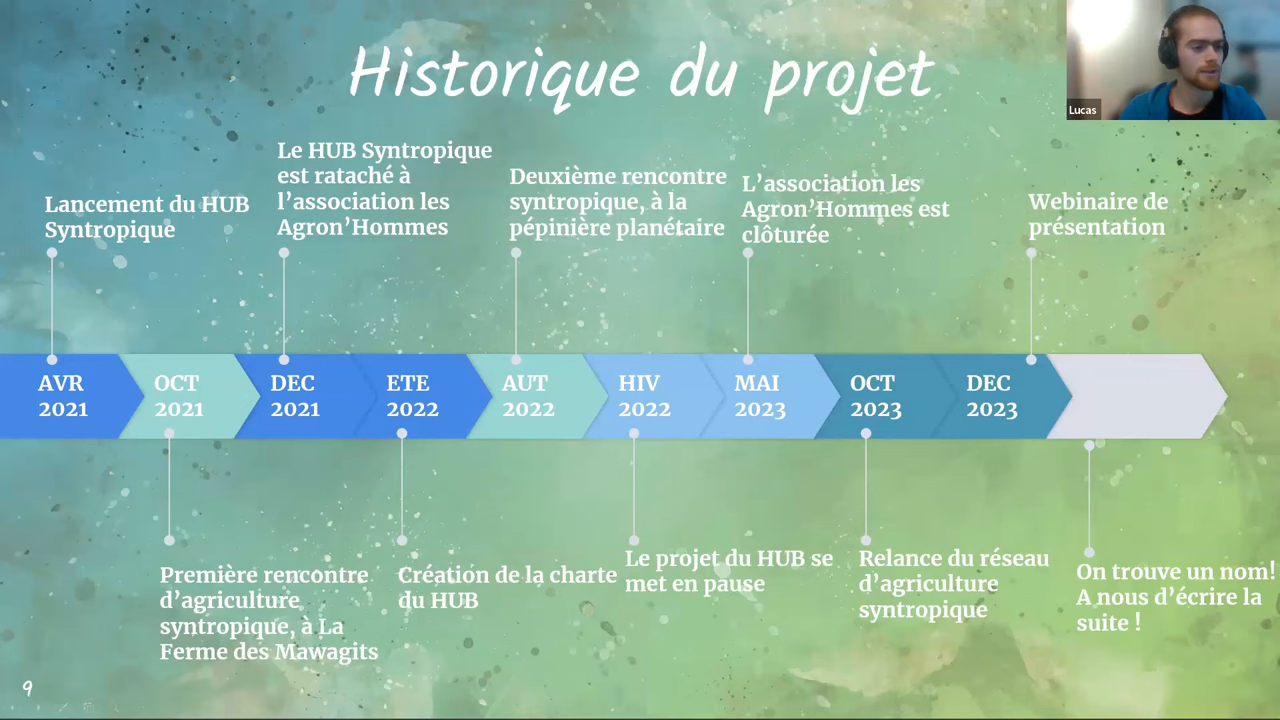 Historique du projet
Lucas
Lancement du HUB
Syntropique
Le HUB Syntropique
est rataché à
l’association les
Agron’Hommes
Deuxième rencontre
syntropique, à la
pépinière planétaire
L’association les
Agron’Hommes est
clôturée
Webinaire de
présentation
AVR
2021
OCT
2021
DEC
2021
ETE
2022
AUT
2022
HIV
2022
MAI
2023
OCT
2023
DEC
2023
Première rencontre
d’agriculture
syntropique, à La
Ferme des Mawagits
Création de la charte
du HUB
Le projet du HUB se
met en pause
Relance du réseau
d’agriculture
syntropique
On trouve un nom!
A nous d’écrire la
suite !
9